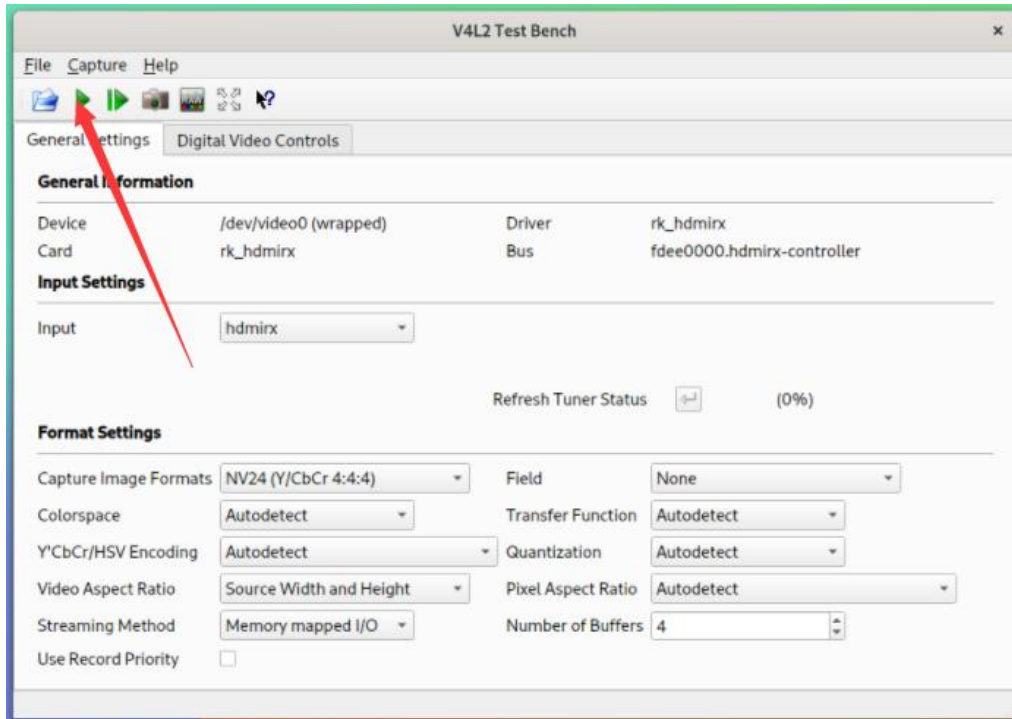 V4L2 Test Bench ×
File Capture Help
General Settings Digital Video Controls
General Information
Device /dev/video0 (wrapped) Driver rk_hdmirx
Card rk_hdmirx Bus fdee0000.hdmirx-controller
Input Settings
Input hdmirx
Refresh Tuner Status (0%)
Format Settings
Capture Image Formats NV24 (Y/CbCr 4:4:4) Field None
Colorspace Autodetect Transfer Function Autodetect
Y'CbCr/HSV Encoding Autodetect Quantization Autodetect
Video Aspect Ratio Source Width and Height Pixel Aspect Ratio Autodetect
Streaming Method Memory mapped I/O Number of Buffers 4
Use Record Priority